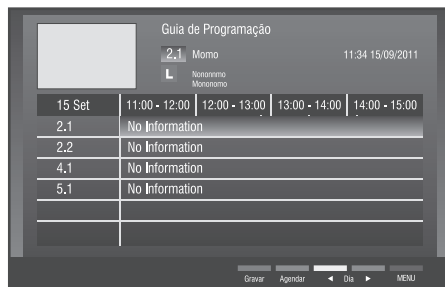 Guia de Programação
2.1 Momo 11:34 15/09/2011
L Nononnmo
Mononomo
15 Set 11:00 - 12:00 12:00 - 13:00 13:00 - 14:00 14:00 - 15:00
2.1 No Information
2.2 No Information
4.1 No Information
5.1 No Information
Gravar Agendar ◄ Dia ► MENU